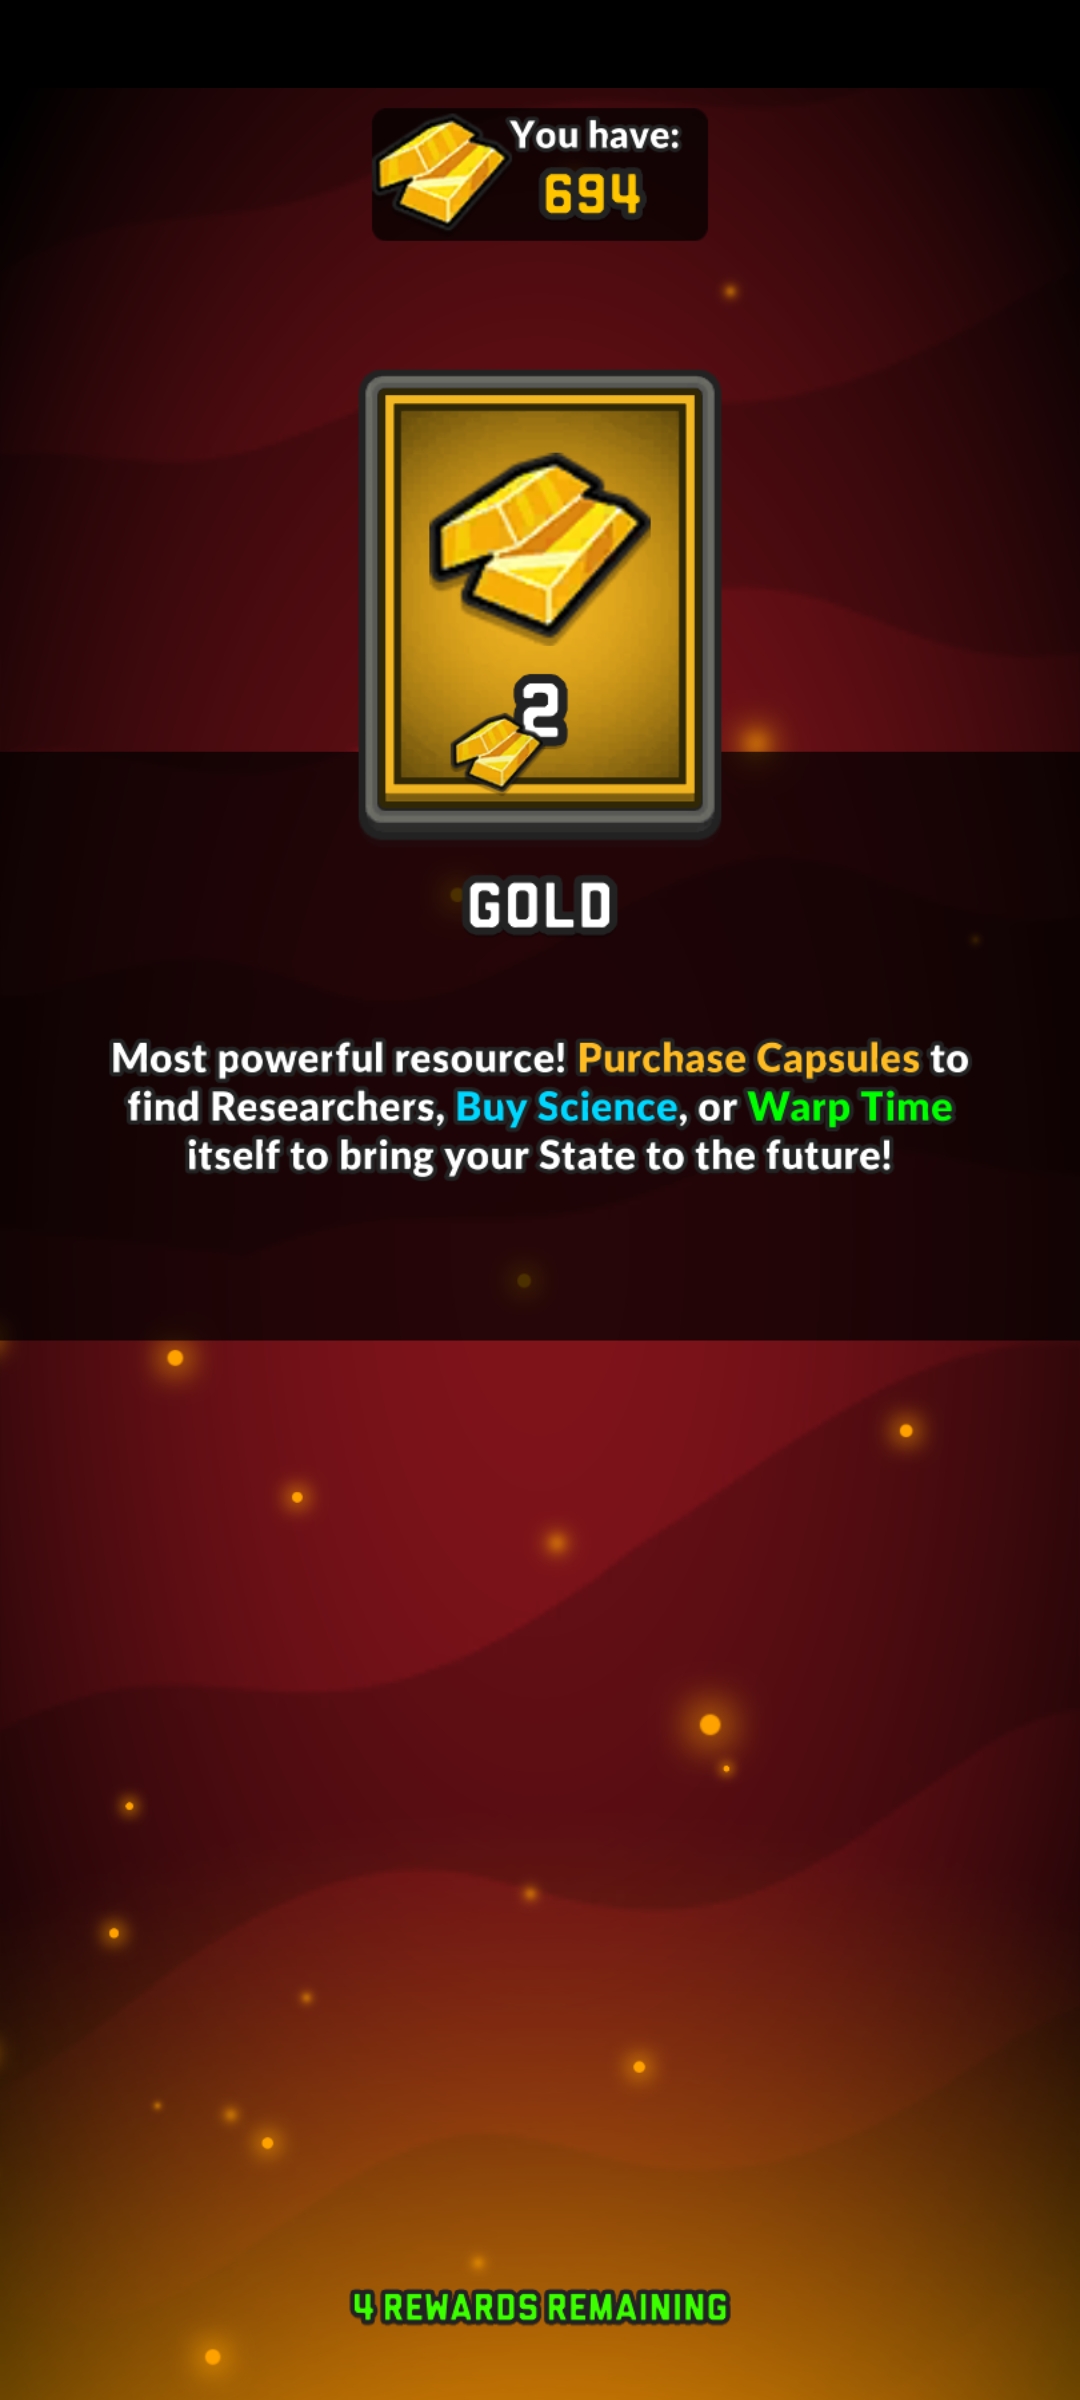 You have:
694
2
GOLD
Most powerful resource! Purchase Capsules to
find Researchers, Buy Science, or Warp Time
itself to bring your State to the future!
4 REWARDS REMAINING